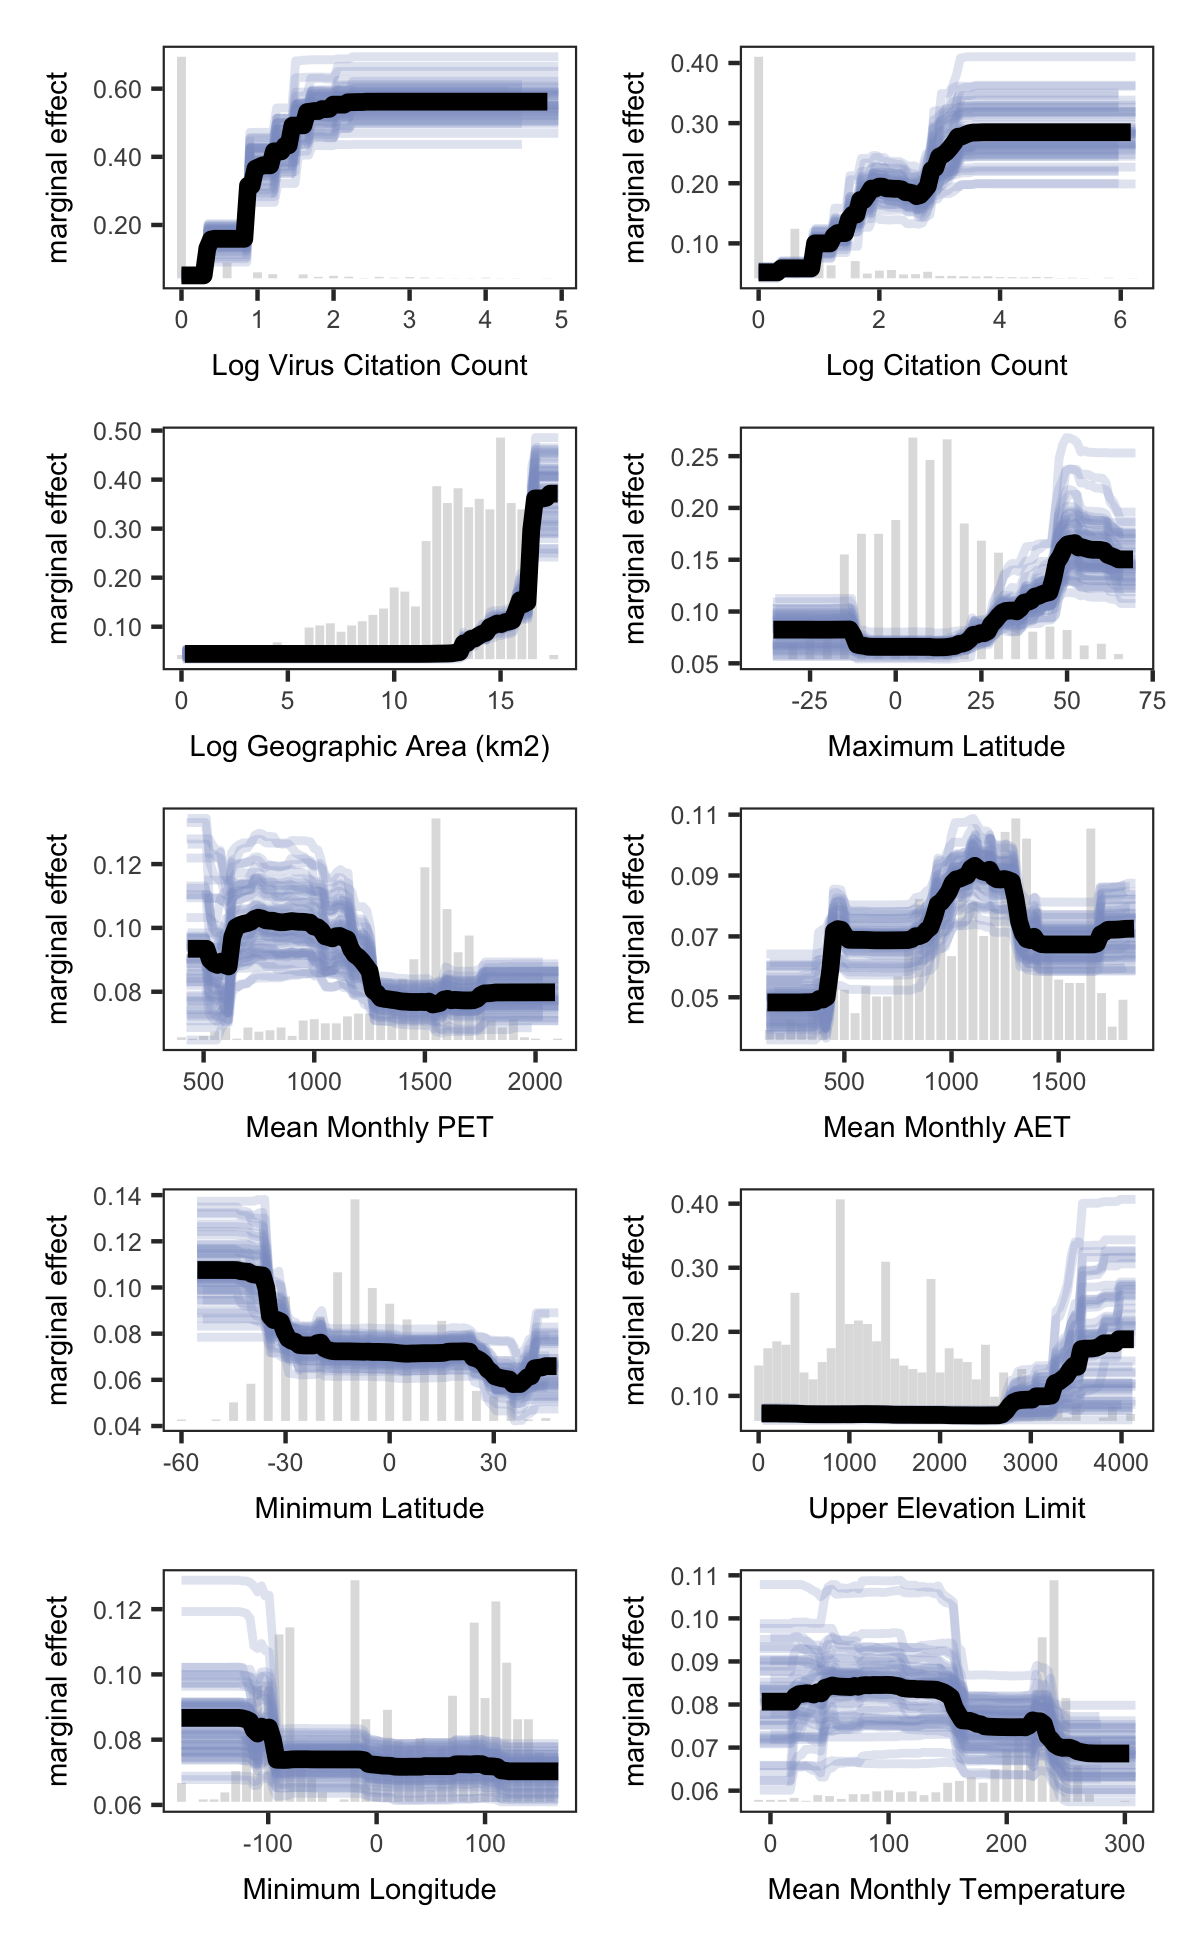 marginal effect
0.60
0.40
0.20
0 1 2 3 4 5
Log Virus Citation Count
marginal effect
0.40
0.30
0.20
0.10
0 2 4 6
Log Citation Count
marginal effect
0.50
0.40
0.30
0.20
0.10
0 5 10 15
Log Geographic Area (km2)
marginal effect
0.25
0.20
0.15
0.10
0.05
-25 0 25 50 75
Maximum Latitude
marginal effect
0.12
0.10
0.08
500 1000 1500 2000
Mean Monthly PET
marginal effect
0.11
0.09
0.07
0.05
500 1000 1500
Mean Monthly AET
marginal effect
0.14
0.12
0.10
0.08
0.06
0.04
-60 -30 0 30
Minimum Latitude
marginal effect
0.40
0.30
0.20
0.10
0 1000 2000 3000 4000
Upper Elevation Limit
marginal effect
0.12
0.10
0.08
0.06
-100 0 100
Minimum Longitude
marginal effect
0.11
0.10
0.09
0.08
0.07
0.06
0 100 200 300
Mean Monthly Temperature